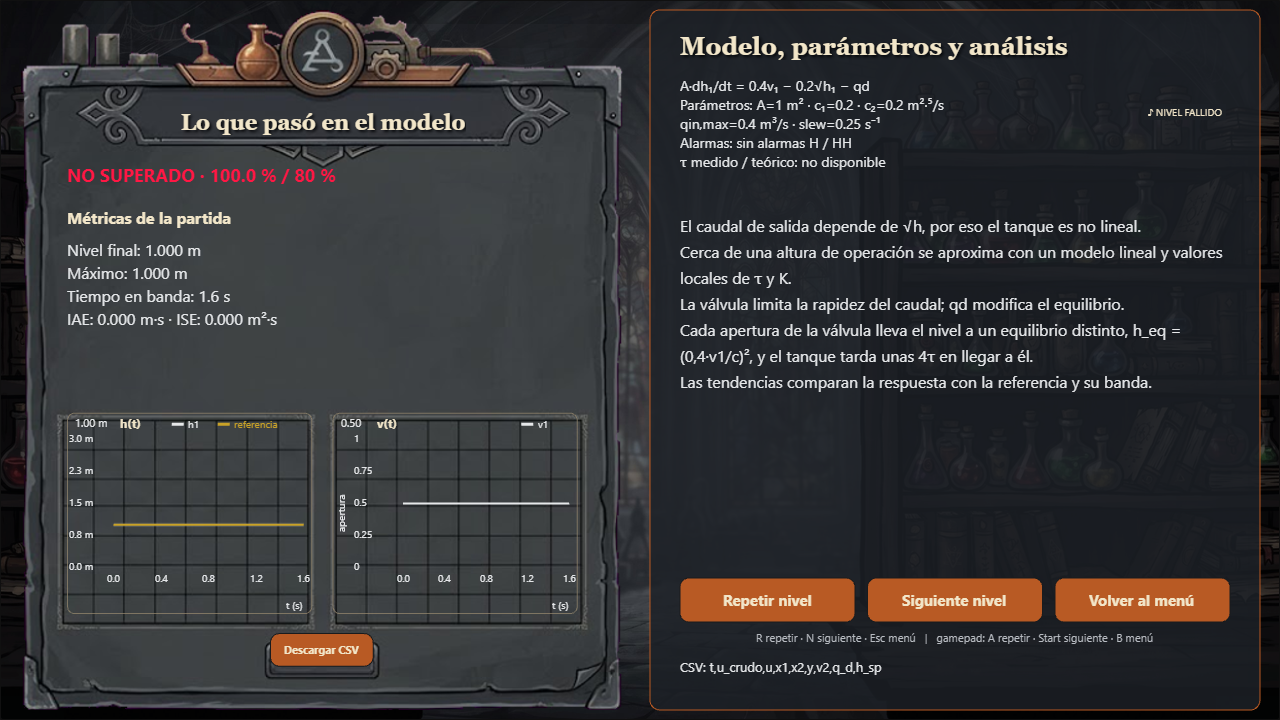 Lo que pasó en el modelo
NO SUPERADO · 100.0 % / 80 %
Métricas de la partida
Nivel final: 1.000 m
Máximo: 1.000 m
Tiempo en banda: 1.6 s
IAE: 0.000 m·s · ISE: 0.000 m²·s
1.00 m h(t) h1 referencia
3.0 m
2.3 m
1.5 m
0.8 m
0.0 m
0.0 0.4 0.8 1.2 1.6
t (s)
0.50 v(t) v1
1
0.75
0.5
0.25
0
apertura
0.0 0.4 0.8 1.2 1.6
t (s)
Descargar CSV
Modelo, parámetros y análisis
A·dh₁/dt = 0.4v₁ − 0.2√h₁ − qd
Parámetros: A=1 m² · c₁=0.2 · c₂=0.2 m²·⁵/s
qin,max=0.4 m³/s · slew=0.25 s⁻¹
Alarmas: sin alarmas H / HH
τ medido / teórico: no disponible
♪ NIVEL FALLIDO
El caudal de salida depende de √h, por eso el tanque es no lineal.
Cerca de una altura de operación se aproxima con un modelo lineal y valores
locales de τ y K.
La válvula limita la rapidez del caudal; qd modifica el equilibrio.
Cada apertura de la válvula lleva el nivel a un equilibrio distinto, h_eq =
(0,4·v1/c)², y el tanque tarda unas 4τ en llegar a él.
Las tendencias comparan la respuesta con la referencia y su banda.
Repetir nivel
Siguiente nivel
Volver al menú
R repetir · N siguiente · Esc menú | gamepad: A repetir · Start siguiente · B menú
CSV: t,u_crudo,u,x1,x2,y,v2,q_d,h_sp